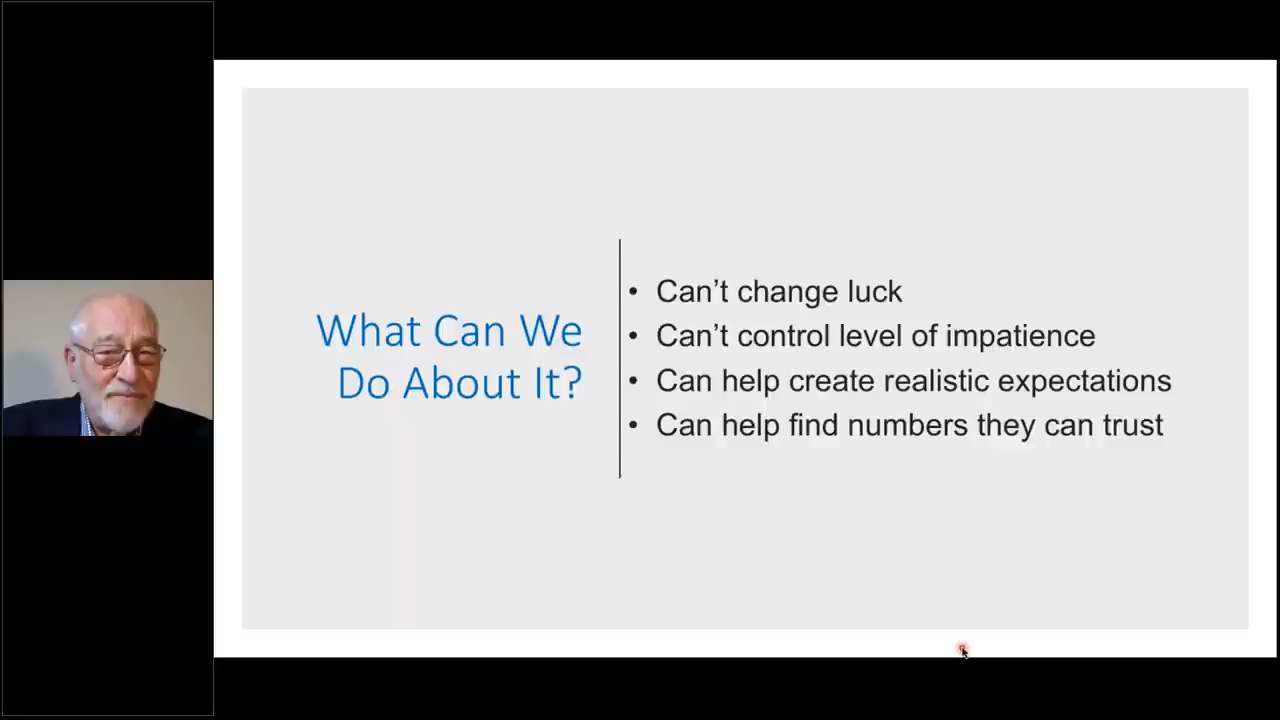 What Can We
Do About It?
• Can’t change luck
• Can’t control level of impatience
• Can help create realistic expectations
• Can help find numbers they can trust